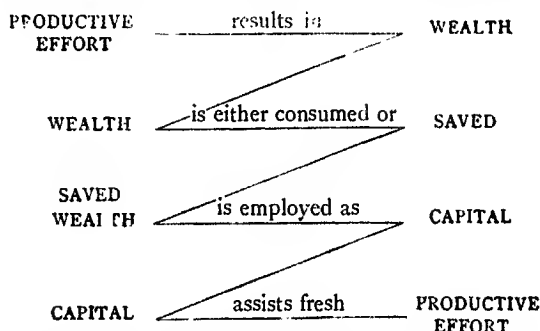 PRODUCTIVE EFFORT results in WEALTH
WEALTH is either consumed or SAVED
SAVED WEALTH is employed as CAPITAL
CAPITAL assists fresh PRODUCTIVE EFFORT